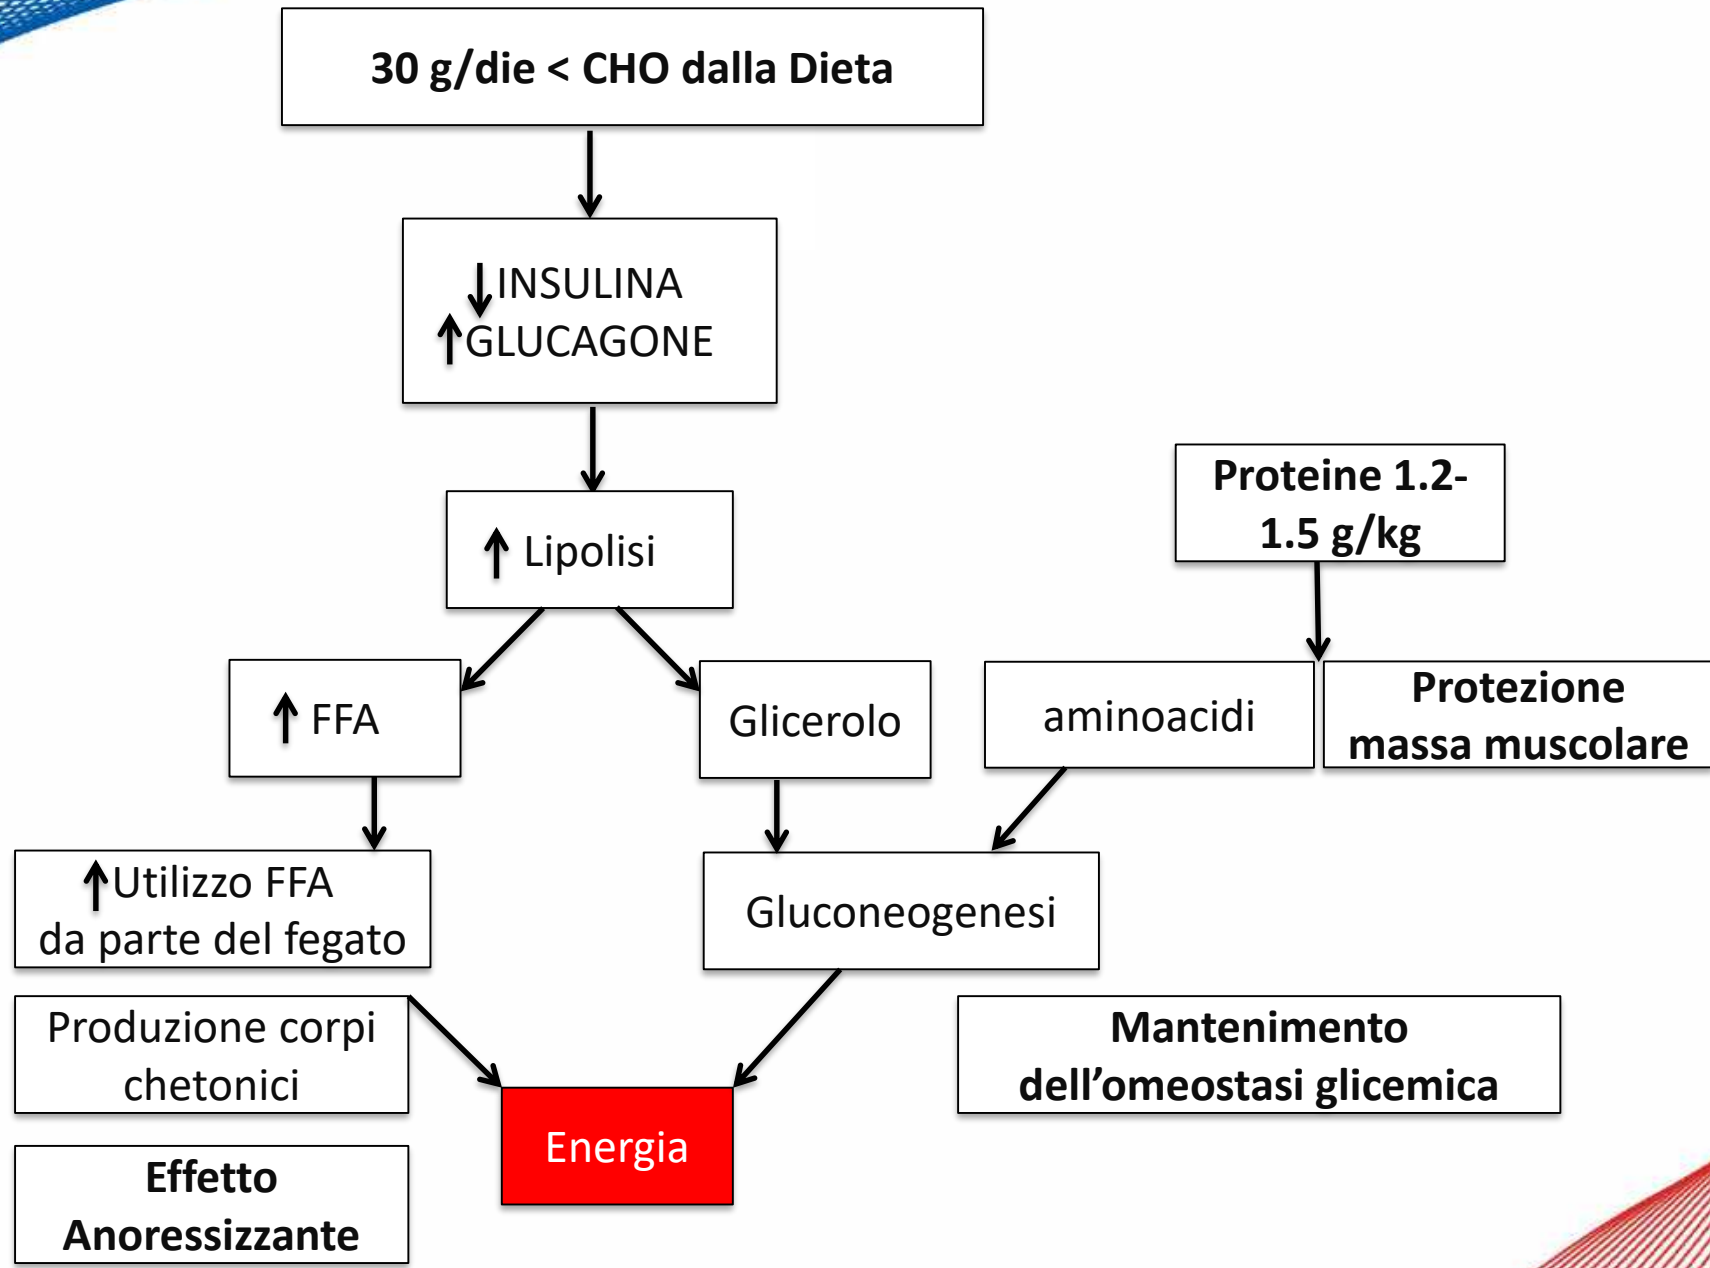 30 g/die < CHO dalla Dieta
↓INSULINA
↑GLUCAGONE
↑ Lipolisi
Proteine 1.2-
1.5 g/kg
↑ FFA
Glicerolo
aminoacidi
Protezione
massa muscolare
↑Utilizzo FFA
da parte del fegato
Gluconeogenesi
Produzione corpi
chetonici
Energia
Mantenimento
dell’omeostasi glicemica
Effetto
Anoressizzante